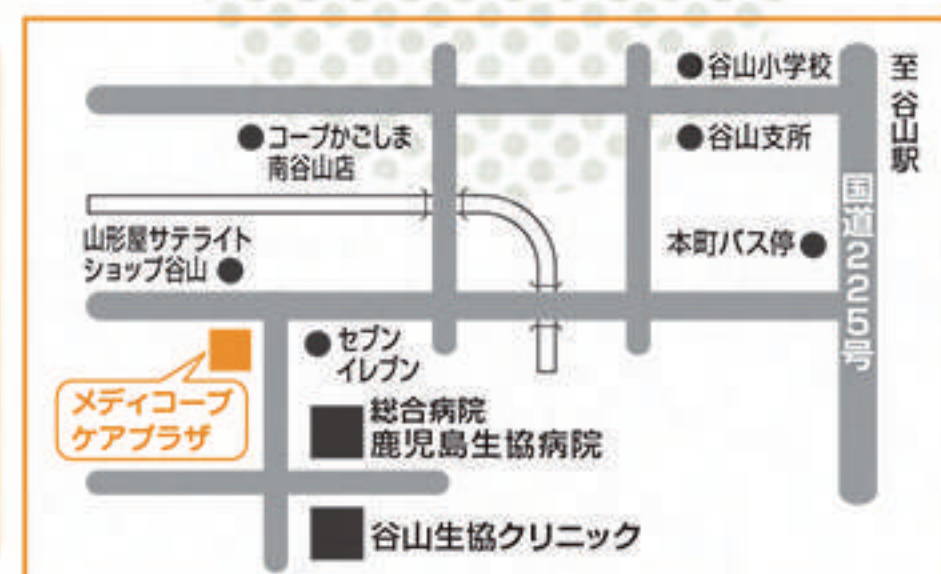 谷山小学校
至 谷山駅
コープかごしま
南谷山店
谷山支所
国道225号
山形屋サテライト
ショップ谷山
本町バス停
セブン
イレブン
メディコープ
ケアプラザ
総合病院
鹿児島生協病院
谷山生協クリニック